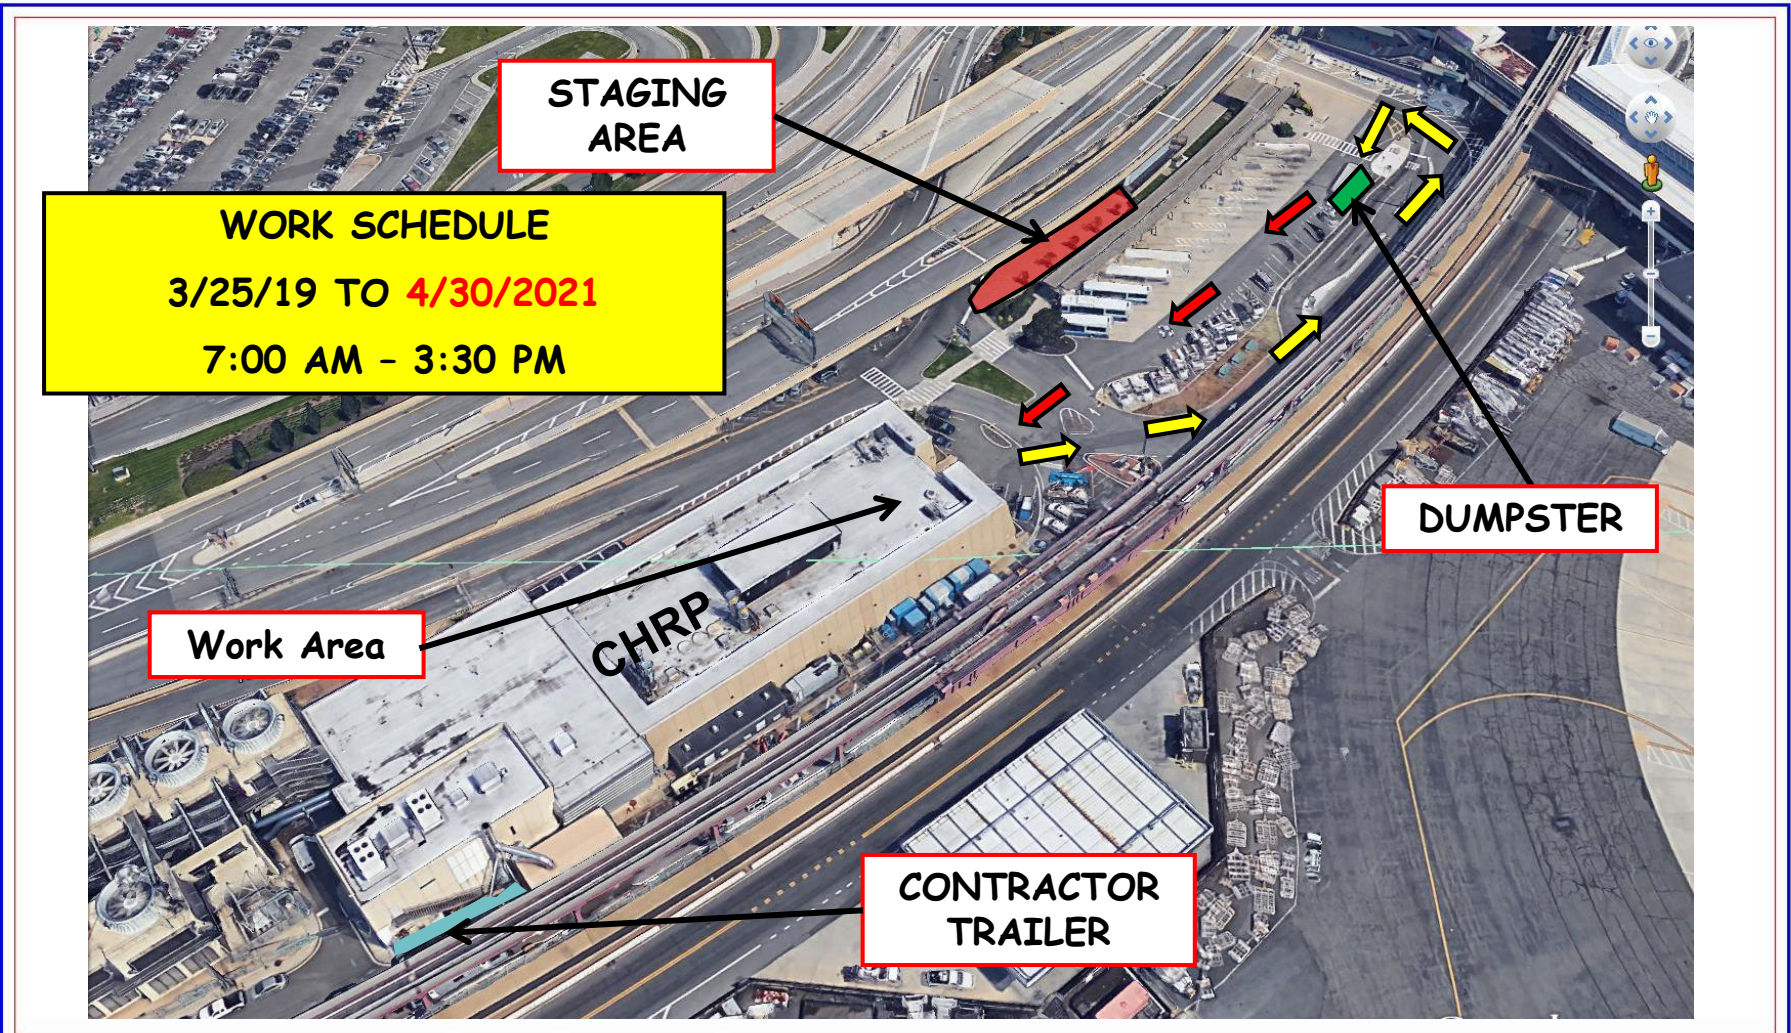 STAGING
AREA
WORK SCHEDULE
3/25/19 TO 4/30/2021
7:00 AM – 3:30 PM
DUMPSTER
Work Area
CHRP
CONTRACTOR
TRAILER